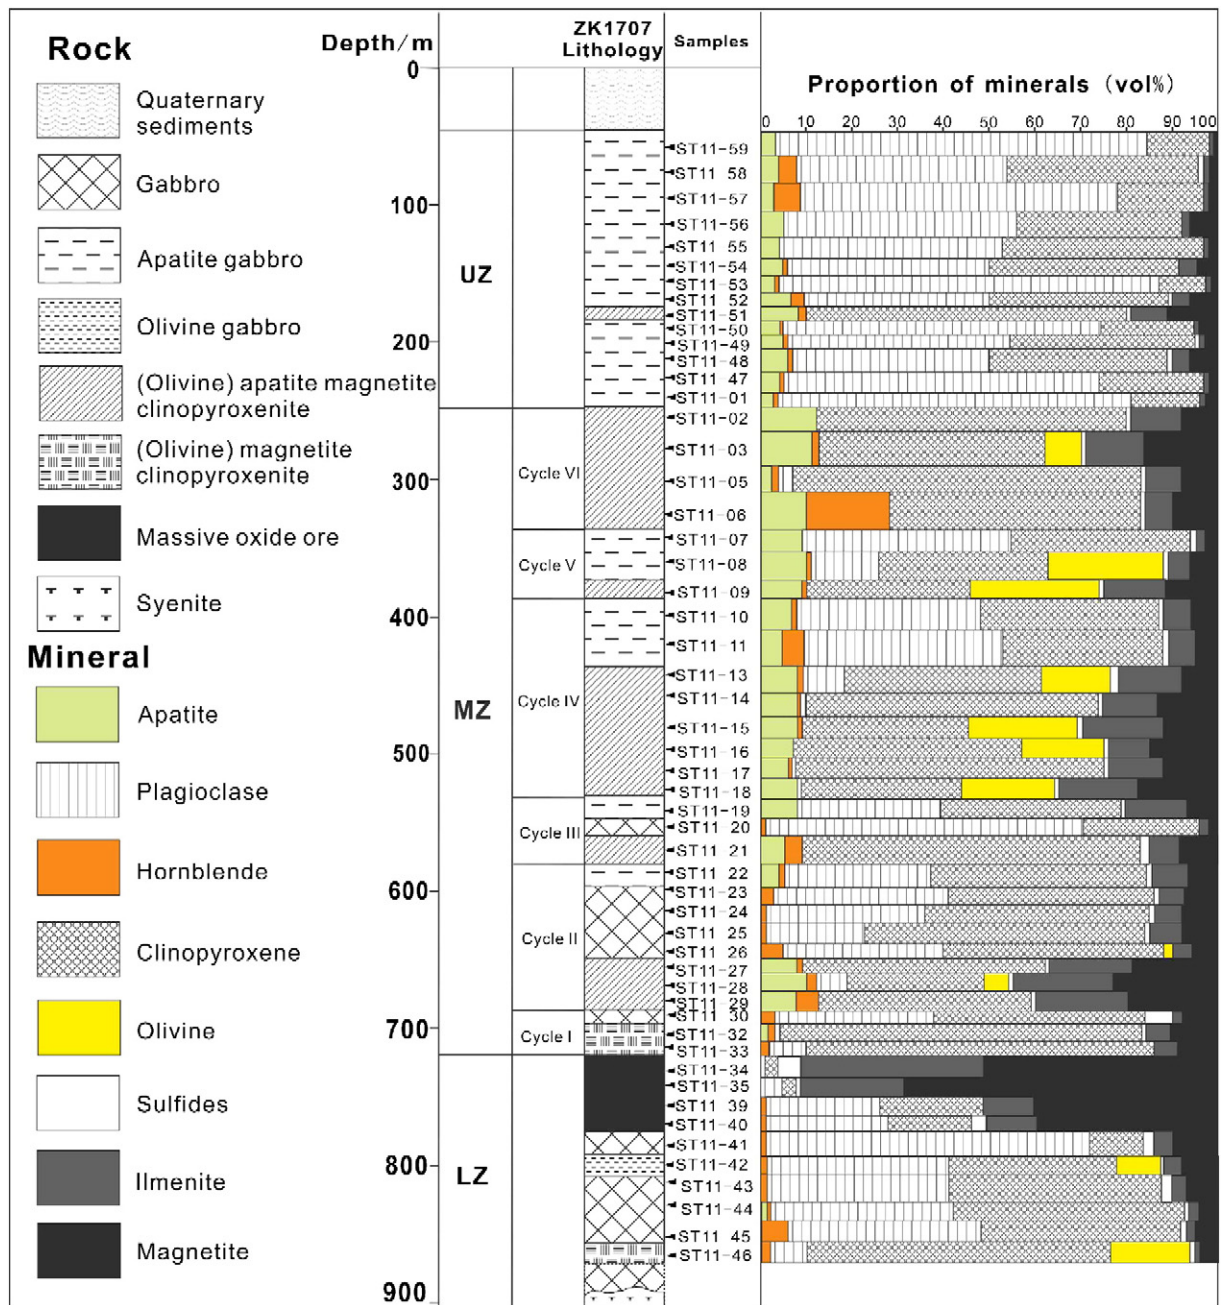 Rock
Quaternary
sediments
Gabbro
Apatite gabbro
Olivine gabbro
(Olivine) apatite magnetite
clinopyroxenite
(Olivine) magnetite
clinopyroxenite
Massive oxide ore
Syenite
Mineral
Apatite
Plagioclase
Hornblende
Clinopyroxene
Olivine
Sulfides
Ilmenite
Magnetite
Depth/m
0
100
200
300
400
500
600
700
800
900
UZ
MZ
LZ
Cycle VI
Cycle V
Cycle IV
Cycle III
Cycle II
Cycle I
ZK1707
Lithology
Samples
ST11-59
ST11-58
ST11-57
ST11-56
ST11-55
ST11-54
ST11-53
ST11-52
ST11-51
ST11-50
ST11-49
ST11-48
ST11-47
ST11-01
ST11-02
ST11-03
ST11-05
ST11-06
ST11-07
ST11-08
ST11-09
ST11-10
ST11-11
ST11-13
ST11-14
ST11-15
ST11-16
ST11-17
ST11-18
ST11-19
ST11-20
ST11-21
ST11-22
ST11-23
ST11-24
ST11-25
ST11-26
ST11-27
ST11-28
ST11-29
ST11-30
ST11-32
ST11-33
ST11-34
ST11-35
ST11-39
ST11-40
ST11-41
ST11-42
ST11-43
ST11-44
ST11-45
ST11-46
Proportion of minerals (vol%)
0 10 20 30 40 50 60 70 80 90 100